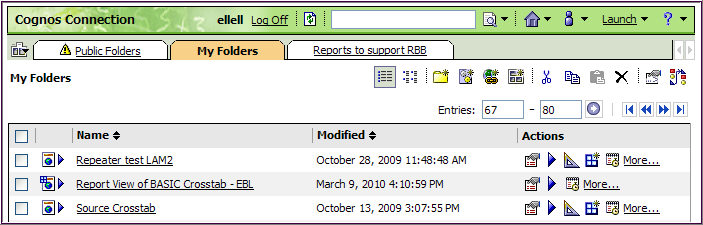 Cognos Connection ellell Log Off Launch ?
Public Folders My Folders Reports to support RBB
My Folders
Entries: 67 - 80
Name Modified Actions
Repeater test LAM2 October 28, 2009 11:48:48 AM More...
Report View of BASIC Crosstab - EBL March 9, 2010 4:10:59 PM More...
Source Crosstab October 13, 2009 3:07:55 PM More...